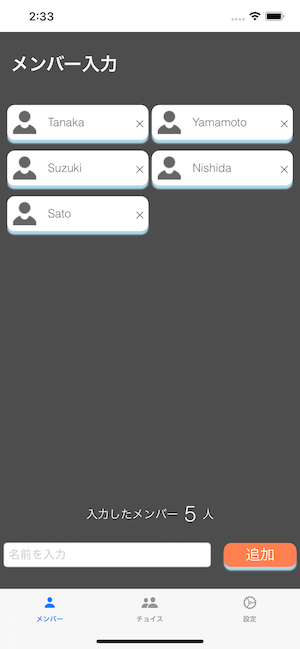 2:33
メンバー入力
Tanaka ×
Yamamoto ×
Suzuki ×
Nishida ×
Sato ×
入力したメンバー 5 人
名前を入力
追加
メンバー
チョイス
設定